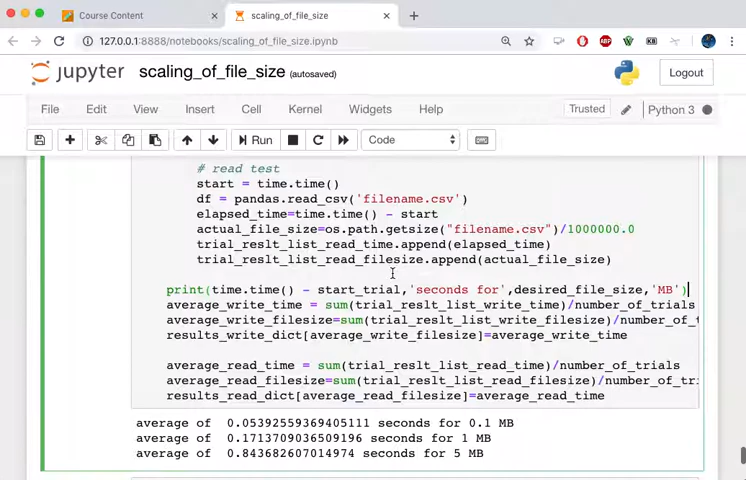 Course Content
scaling_of_file_size
127.0.0.1:8888/notebooks/scaling_of_file_size.ipynb
ABP
jupyter scaling_of_file_size (autosaved)
Logout
File Edit View Insert Cell Kernel Widgets Help Trusted Python 3
Run Code
# read test
start = time.time()
df = pandas.read_csv('filename.csv')
elapsed_time=time.time() - start
actual_file_size=os.path.getsize("filename.csv")/1000000.0
trial_reslt_list_read_time.append(elapsed_time)
trial_reslt_list_read_filesize.append(actual_file_size)
print(time.time() - start_trial,'seconds for',desired_file_size,'MB')
average_write_time = sum(trial_reslt_list_write_time)/number_of_trials
average_write_filesize=sum(trial_reslt_list_write_filesize)/number_of_t
results_write_dict[average_write_filesize]=average_write_time
average_read_time = sum(trial_reslt_list_read_time)/number_of_trials
average_read_filesize=sum(trial_reslt_list_read_filesize)/number_of_tri
results_read_dict[average_read_filesize]=average_read_time
average of  0.05392559369405111 seconds for 0.1 MB
average of  0.1713709036509196 seconds for 1 MB
average of  0.843682607014974 seconds for 5 MB